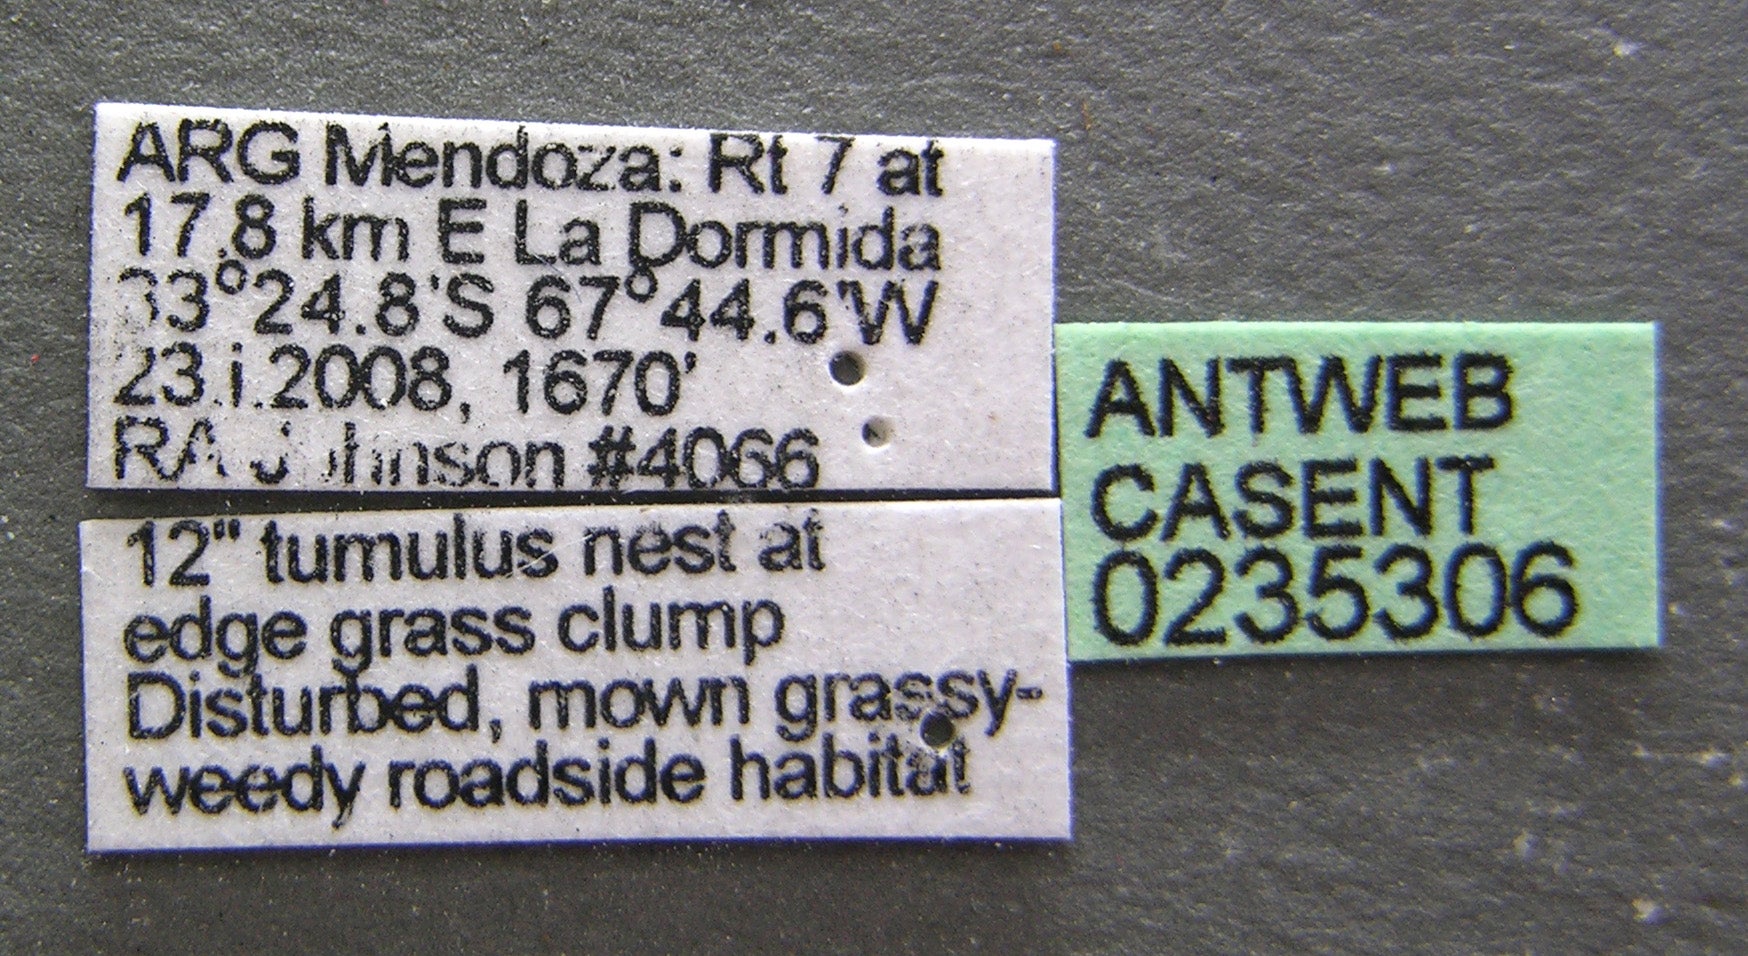 ARG Mendoza: Rt 7 at
17.8 km E La Dormida
33°24.8'S 67°44.6'W
23.i.2008, 1670'
RA Johnson #4066
12" tumulus nest at
edge grass clump
Disturbed, mown grassy-
weedy roadside habitat
ANTWEB
CASENT
0235306